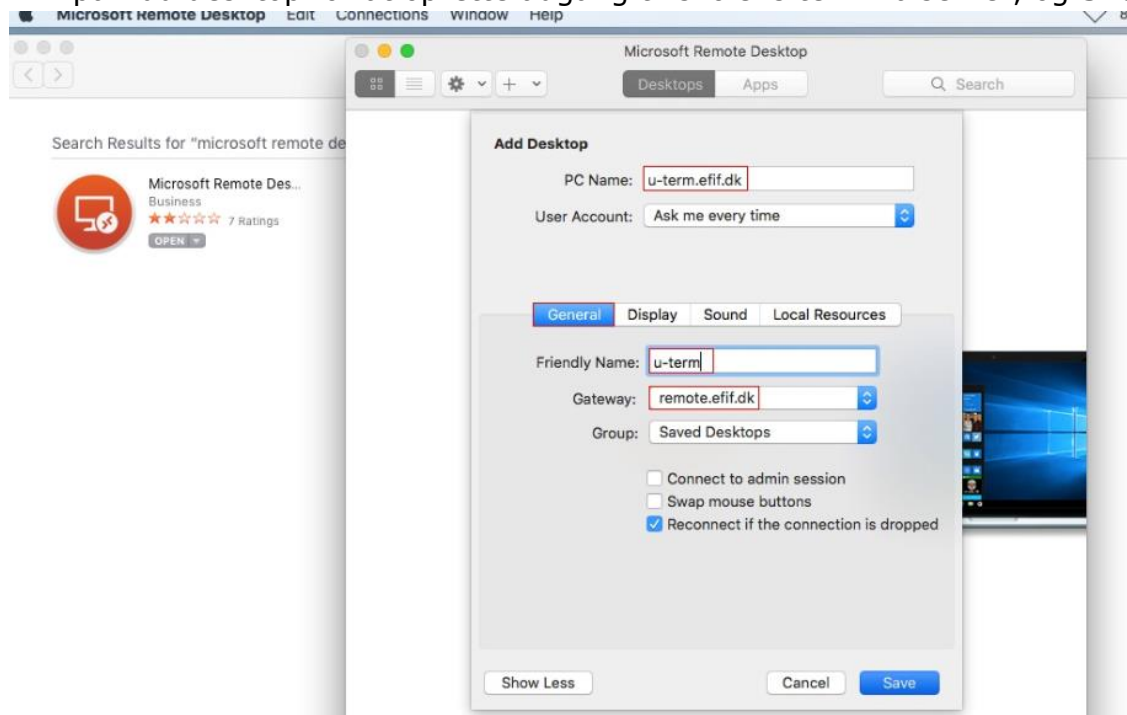 Microsoft Remote Desktop Edit Connections Window Help
Microsoft Remote Desktop
Desktops Apps
Search
Search Results for "microsoft remote de
Microsoft Remote Des...
Business
7 Ratings
OPEN
Add Desktop
PC Name: u-term.efif.dk
User Account: Ask me every time
General Display Sound Local Resources
Friendly Name: u-term
Gateway: remote.efif.dk
Group: Saved Desktops
Connect to admin session
Swap mouse buttons
Reconnect if the connection is dropped
Show Less Cancel Save